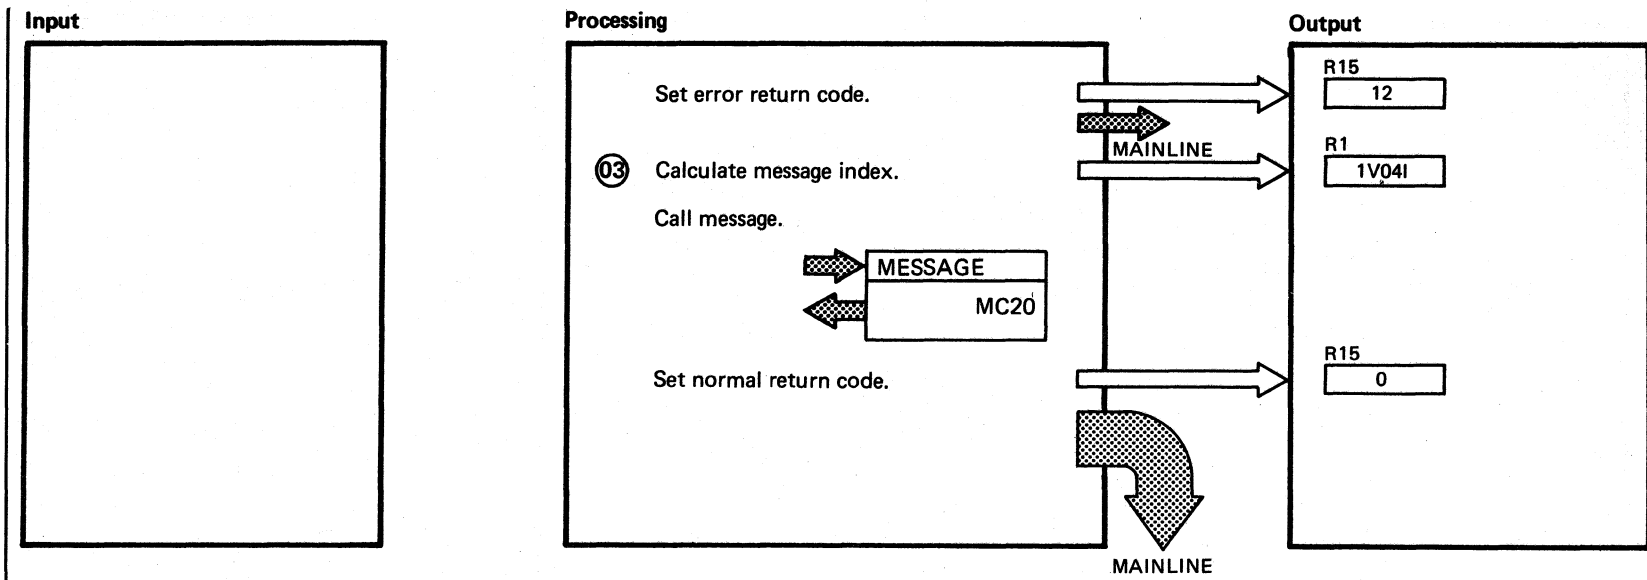 Input
Processing
Output
Set error return code.
R15
12
MAINLINE
03 Calculate message index.
R1
1V04I
Call message.
MESSAGE
MC20
Set normal return code.
R15
0
MAINLINE